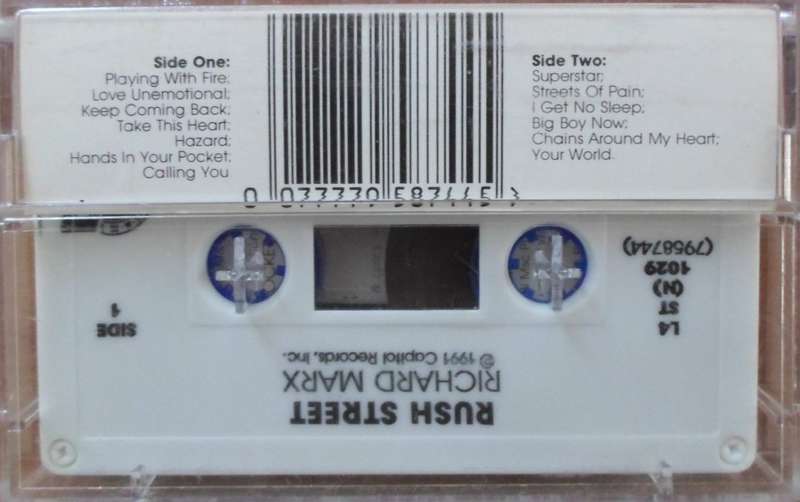 Side One:
Playing With Fire;
Love Unemotional;
Keep Coming Back;
Take This Heart;
Hazard;
Hands In Your Pocket;
Calling You
Side Two:
Superstar;
Streets Of Pain;
I Get No Sleep;
Big Boy Now;
Chains Around My Heart;
Your World.
RUSH STREET
RICHARD MARX
© 1991 Capitol Records, Inc.
SIDE
1
L4
ST
(N)
1029
(7958744)